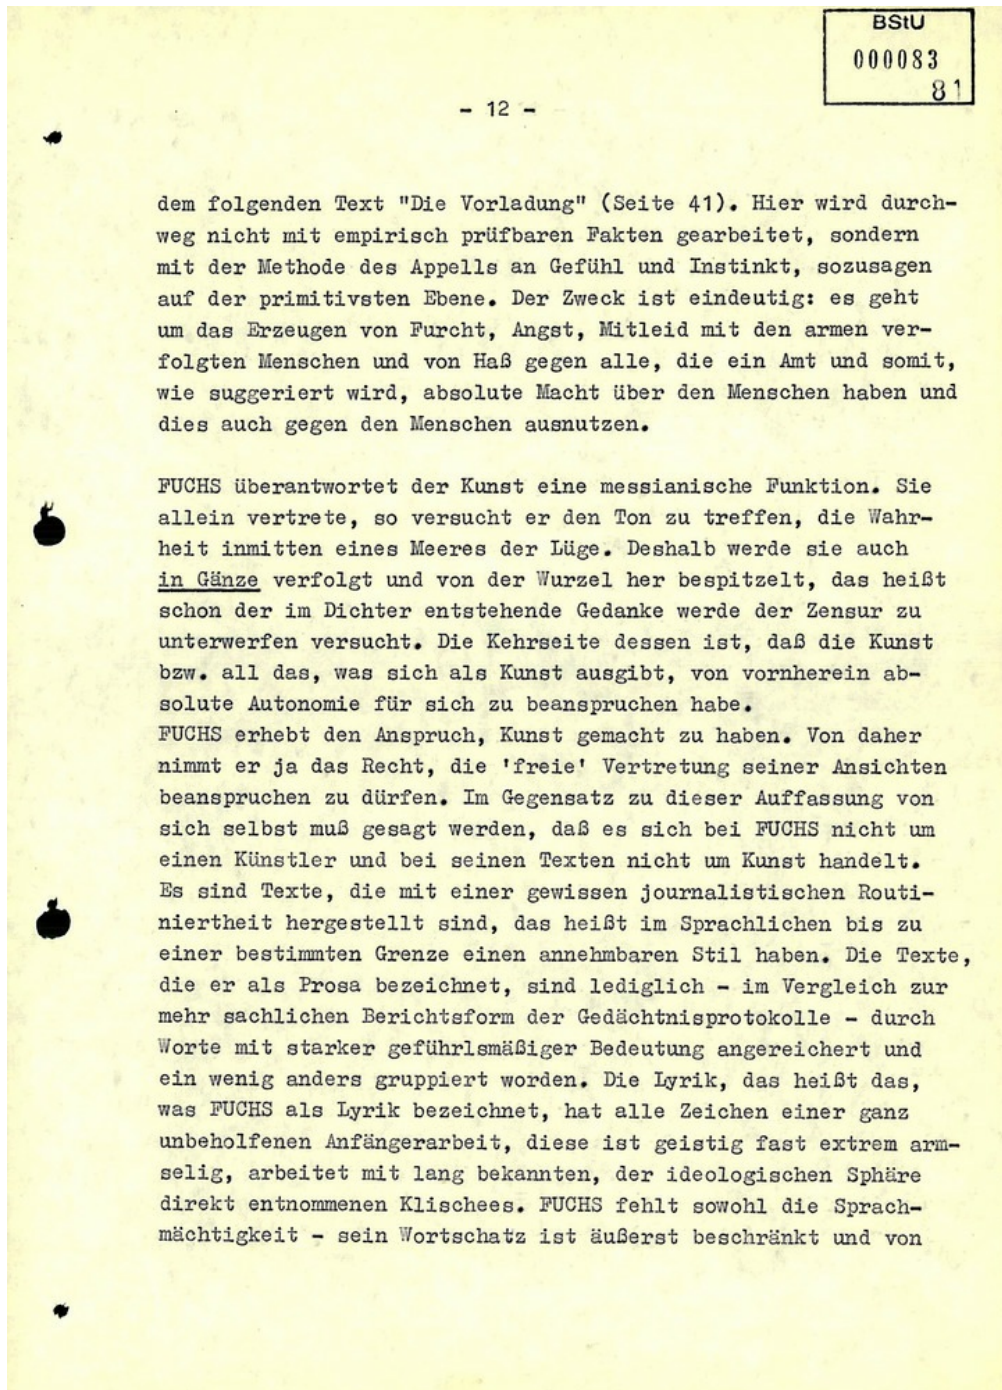 BStU
000083
81
- 12 -
dem folgenden Text "Die Vorladung" (Seite 41). Hier wird durch-
weg nicht mit empirisch prüfbaren Fakten gearbeitet, sondern
mit der Methode des Appells an Gefühl und Instinkt, sozusagen
auf der primitivsten Ebene. Der Zweck ist eindeutig: es geht
um das Erzeugen von Furcht, Angst, Mitleid mit den armen ver-
folgten Menschen und von Haß gegen alle, die ein Amt und somit,
wie suggeriert wird, absolute Macht über den Menschen haben und
dies auch gegen den Menschen ausnutzen.
FUCHS überantwortet der Kunst eine messianische Funktion. Sie
allein vertrete, so versucht er den Ton zu treffen, die Wahr-
heit inmitten eines Meeres der Lüge. Deshalb werde sie auch
in Gänze verfolgt und von der Wurzel her bespitzelt, das heißt
schon der im Dichter entstehende Gedanke werde der Zensur zu
unterwerfen versucht. Die Kehrseite dessen ist, daß die Kunst
bzw. all das, was sich als Kunst ausgibt, von vornherein ab-
solute Autonomie für sich zu beanspruchen habe.
FUCHS erhebt den Anspruch, Kunst gemacht zu haben. Von daher
nimmt er ja das Recht, die 'freie' Vertretung seiner Ansichten
beanspruchen zu dürfen. Im Gegensatz zu dieser Auffassung von
sich selbst muß gesagt werden, daß es sich bei FUCHS nicht um
einen Künstler und bei seinen Texten nicht um Kunst handelt.
Es sind Texte, die mit einer gewissen journalistischen Routi-
niertheit hergestellt sind, das heißt im Sprachlichen bis zu
einer bestimmten Grenze einen annehmbaren Stil haben. Die Texte,
die er als Prosa bezeichnet, sind lediglich - im Vergleich zur
mehr sachlichen Berichtsform der Gedächtnisprotokolle - durch
Worte mit starker geführlsmäßiger Bedeutung angereichert und
ein wenig anders gruppiert worden. Die Lyrik, das heißt das,
was FUCHS als Lyrik bezeichnet, hat alle Zeichen einer ganz
unbeholfenen Anfängerarbeit, diese ist geistig fast extrem arm-
selig, arbeitet mit lang bekannten, der ideologischen Sphäre
direkt entnommenen Klischees. FUCHS fehlt sowohl die Sprach-
mächtigkeit - sein Wortschatz ist äußerst beschränkt und von